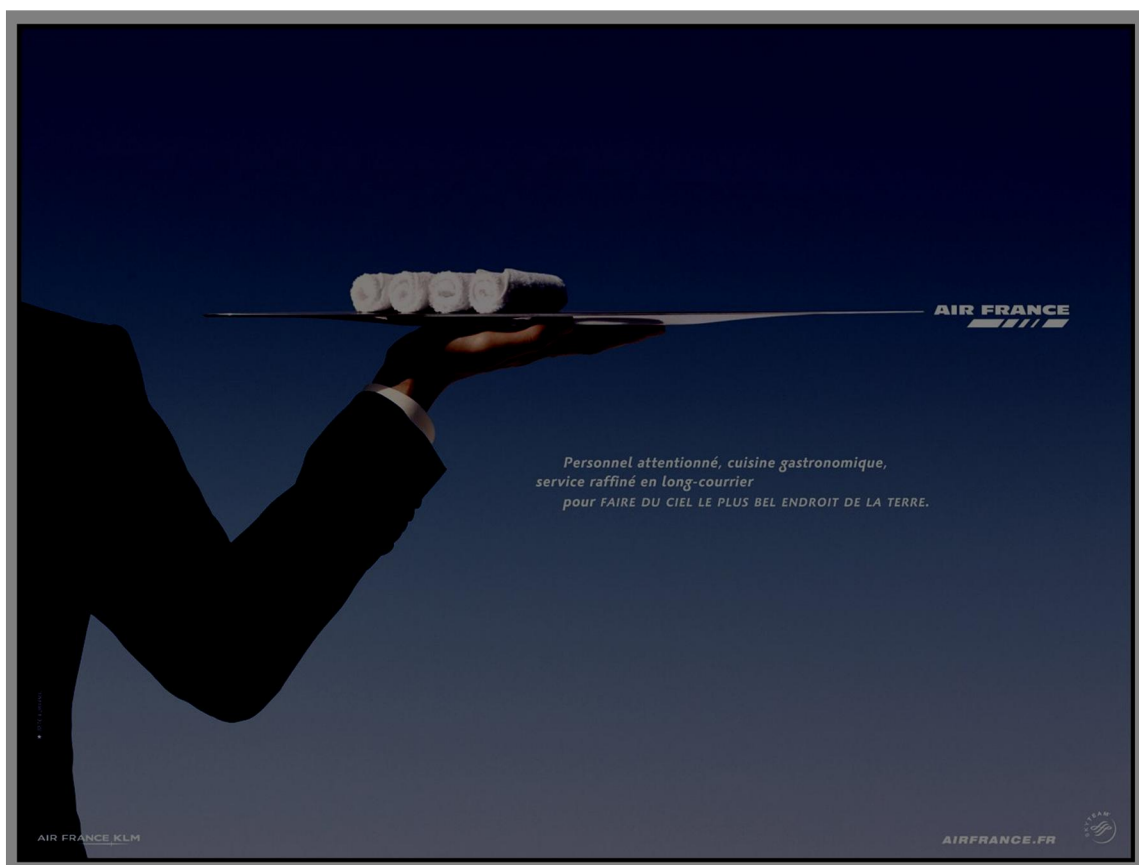 AIR FRANCE
Personnel attentionné, cuisine gastronomique,
service raffiné en long-courrier
pour FAIRE DU CIEL LE PLUS BEL ENDROIT DE LA TERRE.
AIR FRANCE KLM
AIRFRANCE.FR
SKYTEAM